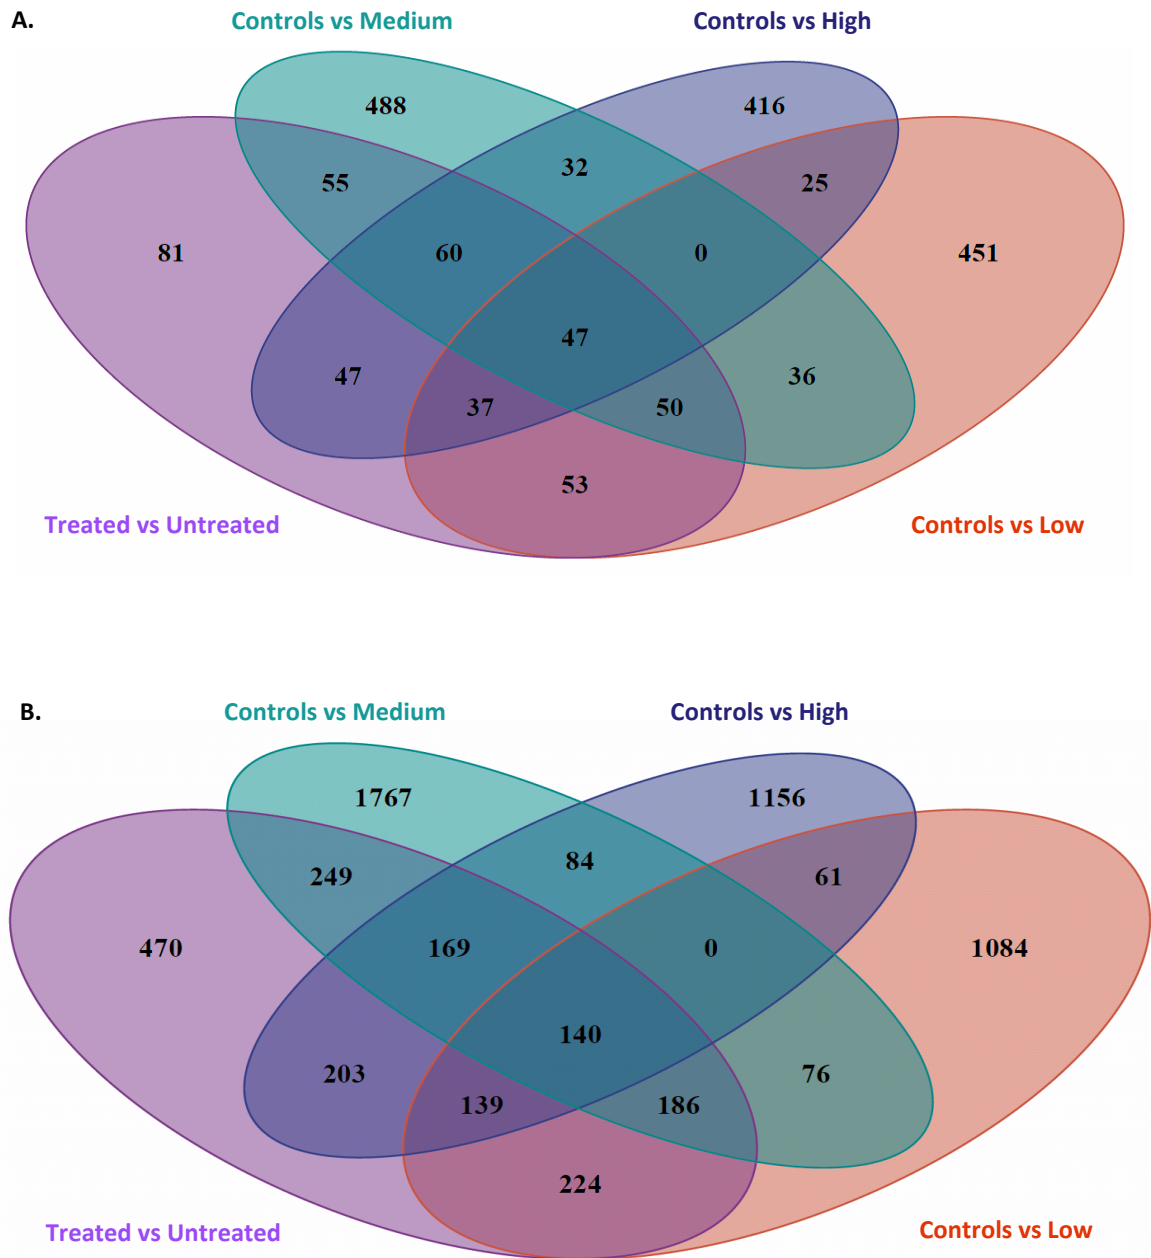 A.
Controls vs Medium Controls vs High
488 416
32
55 25
81 60 0 451
47
47 36
37 50
53
Treated vs Untreated Controls vs Low
B.
Controls vs Medium Controls vs High
1767 1156
84
249 61
470 169 0 1084
140
203 76
139 186
224
Treated vs Untreated Controls vs Low